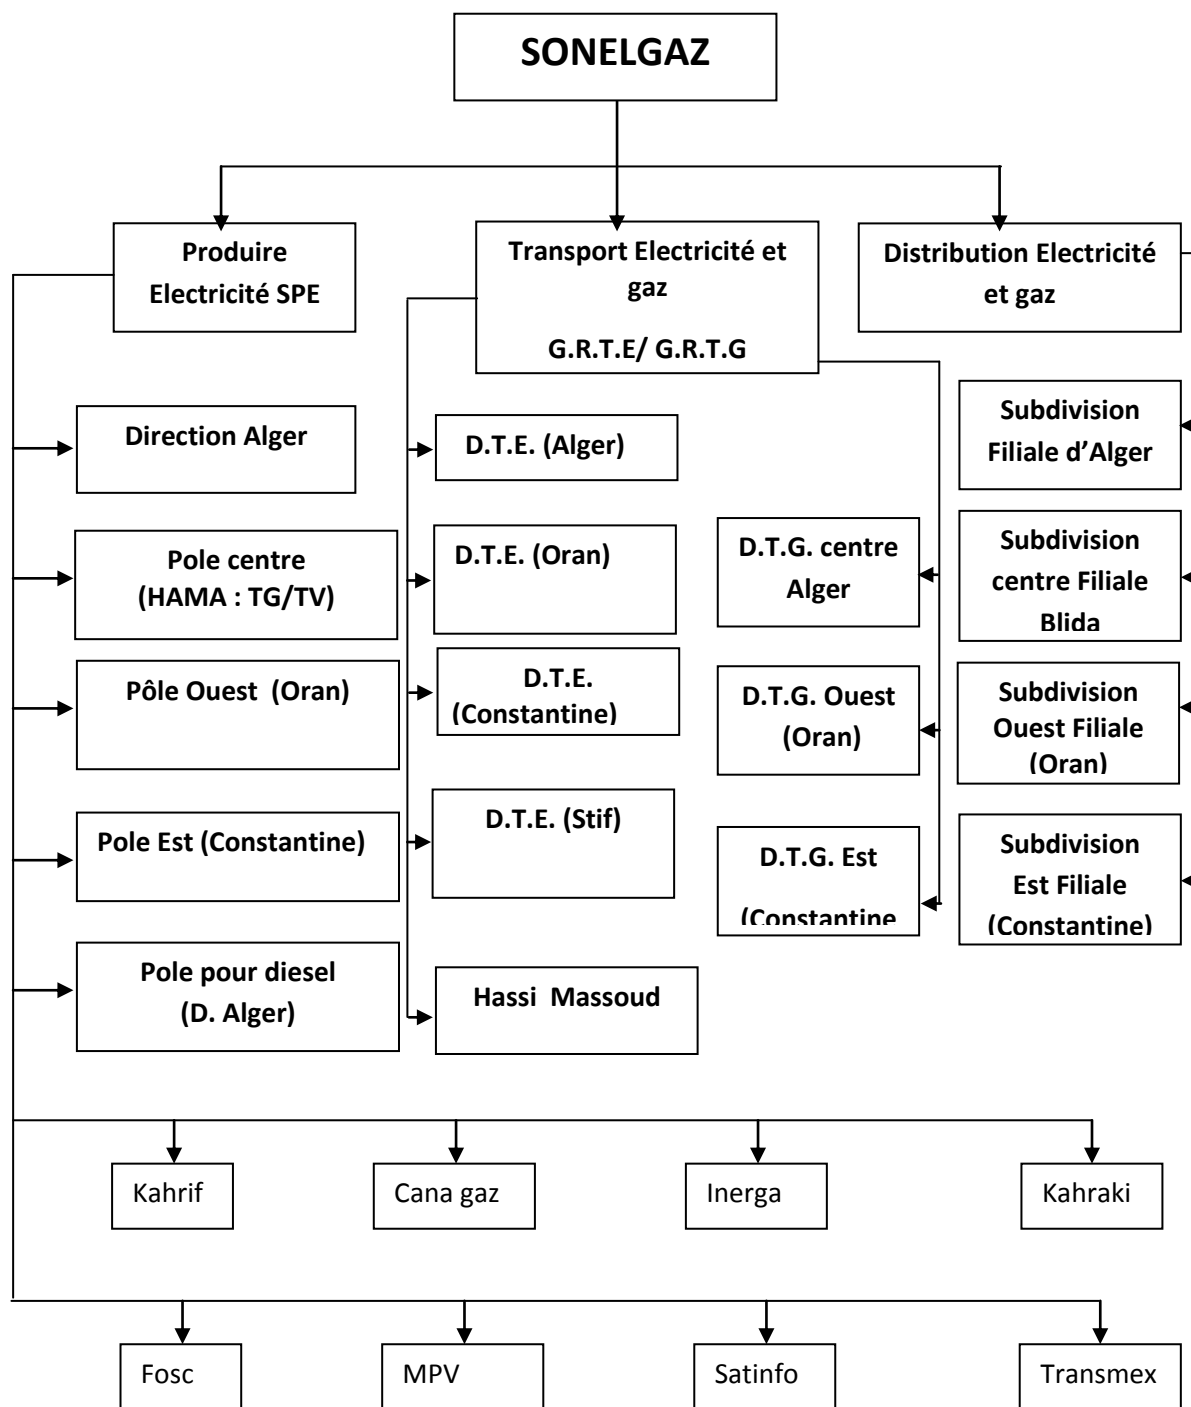 SONELGAZ
Produire
Electricité SPE
Transport Electricité et
gaz
G.R.T.E/ G.R.T.G
Distribution Electricité
et gaz
Direction Alger
Pole centre
(HAMA : TG/TV)
Pôle Ouest  (Oran)
Pole Est (Constantine)
Pole pour diesel
(D. Alger)
D.T.E. (Alger)
D.T.E. (Oran)
D.T.E.
(Constantine)
D.T.E. (Stif)
Hassi  Massoud
D.T.G. centre
Alger
D.T.G. Ouest
(Oran)
D.T.G. Est
(Constantine
Subdivision
Filiale d’Alger
Subdivision
centre Filiale
Blida
Subdivision
Ouest Filiale
(Oran)
Subdivision
Est Filiale
(Constantine)
Kahrif
Cana gaz
Inerga
Kahraki
Fosc
MPV
Satinfo
Transmex